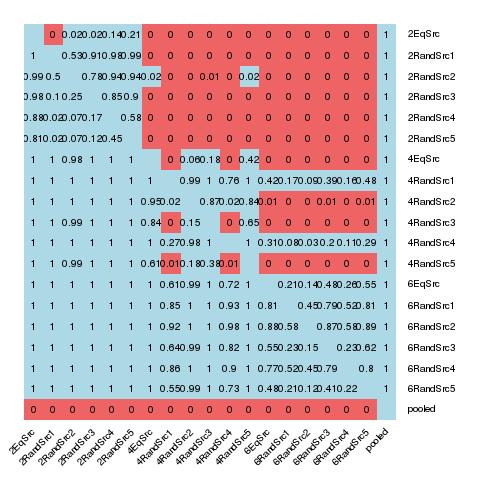 0 0.02 0.02 0.14 0.21 0 0 0 0 0 0 0 0 0 0 0 0 1 2EqSrc
1 0.53 0.91 0.98 0.99 0 0 0 0 0 0 0 0 0 0 0 0 1 2RandSrc1
0.99 0.5 0.78 0.94 0.94 0.02 0 0 0.01 0 0.02 0 0 0 0 0 0 1 2RandSrc2
0.98 0.1 0.25 0.85 0.9 0 0 0 0 0 0 0 0 0 0 0 0 1 2RandSrc3
0.88 0.02 0.07 0.17 0.58 0 0 0 0 0 0 0 0 0 0 0 0 1 2RandSrc4
0.81 0.02 0.07 0.12 0.45 0 0 0 0 0 0 0 0 0 0 0 0 1 2RandSrc5
1 1 0.98 1 1 1 0 0.06 0.18 0 0.42 0 0 0 0 0 0 1 4EqSrc
1 1 1 1 1 1 1 0.99 1 0.76 1 0.42 0.17 0.09 0.39 0.16 0.48 1 4RandSrc1
1 1 1 1 1 1 0.95 0.02 0.87 0.02 0.84 0.01 0 0 0.01 0 0.01 1 4RandSrc2
1 1 0.99 1 1 1 0.84 0 0.15 0 0.65 0 0 0 0 0 0 1 4RandSrc3
1 1 1 1 1 1 1 0.27 0.98 1 1 0.31 0.08 0.03 0.2 0.11 0.29 1 4RandSrc4
1 1 0.99 1 1 1 0.61 0.01 0.18 0.38 0.01 0 0 0 0 0 0 1 4RandSrc5
1 1 1 1 1 1 1 0.61 0.99 1 0.72 1 0.21 0.14 0.48 0.26 0.55 1 6EqSrc
1 1 1 1 1 1 1 0.85 1 1 0.93 1 0.81 0.45 0.79 0.52 0.81 1 6RandSrc1
1 1 1 1 1 1 1 0.92 1 1 0.98 1 0.88 0.58 0.87 0.58 0.89 1 6RandSrc2
1 1 1 1 1 1 1 0.64 0.99 1 0.82 1 0.55 0.23 0.15 0.23 0.62 1 6RandSrc3
1 1 1 1 1 1 1 0.86 1 1 0.9 1 0.77 0.52 0.45 0.79 0.8 1 6RandSrc4
1 1 1 1 1 1 1 0.55 0.99 1 0.73 1 0.48 0.21 0.12 0.41 0.22 1 6RandSrc5
0 0 0 0 0 0 0 0 0 0 0 0 0 0 0 0 0 0 pooled
2EqSrc 2RandSrc1 2RandSrc2 2RandSrc3 2RandSrc4 2RandSrc5 4EqSrc 4RandSrc1 4RandSrc2 4RandSrc3 4RandSrc4 4RandSrc5 6EqSrc 6RandSrc1 6RandSrc2 6RandSrc3 6RandSrc4 6RandSrc5 pooled